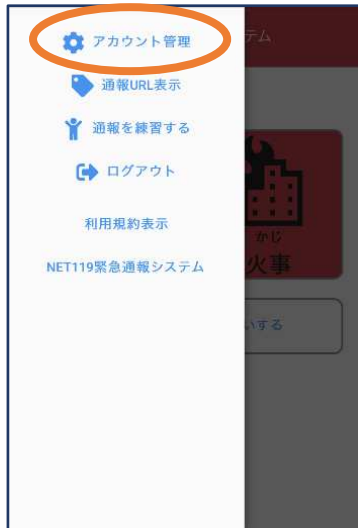 アカウント管理
テム
通報URL表示
通報を練習する
ログアウト
利用規約表示
かじ
火事
NET119緊急通報システム
いする